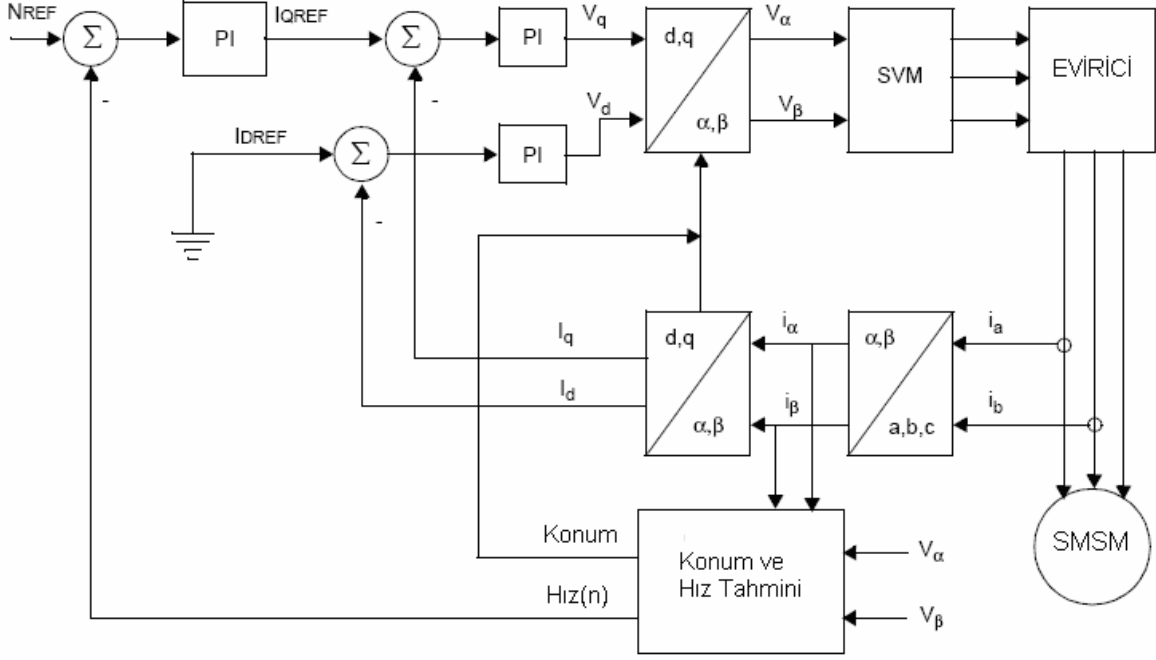 NREF
Σ
-
PI
IQREF
Σ
-
PI
Vq
d,q
α,β
Vα
Vβ
SVM
EVİRİCİ
IDREF
Σ
-
PI
Vd
Iq
Id
d,q
α,β
iα
iβ
α,β
a,b,c
ia
ib
SMSM
Konum
Hız(n)
Konum ve
Hız Tahmini
Vα
Vβ